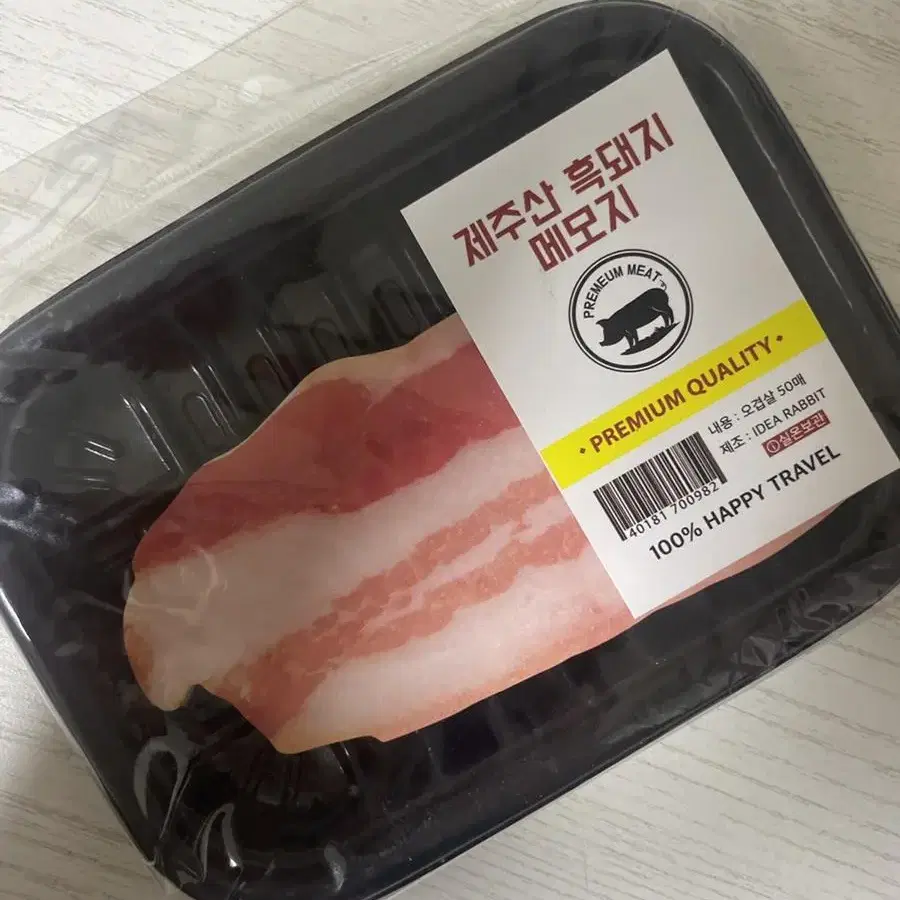 제주산 흑돼지
메모지
PREMEUM MEAT
• PREMIUM QUALITY •
내용 : 오겹살 50매
제조 : IDEA RABBIT
ⓘ실온보관
40181 700982
100% HAPPY TRAVEL